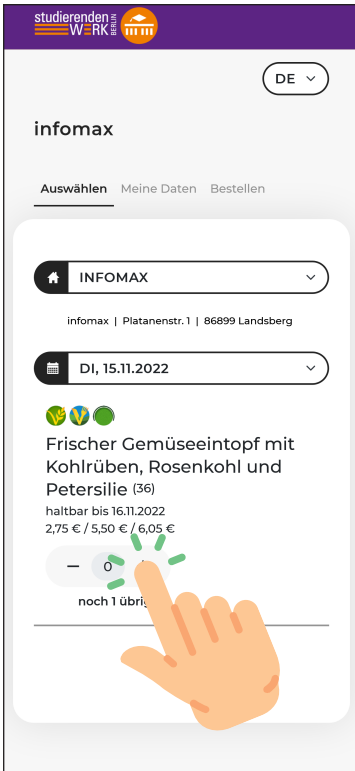 studierenden
WERK BERLIN
DE
infomax
Auswählen Meine Daten Bestellen
INFOMAX
infomax | Platanenstr. 1 | 86899 Landsberg
DI, 15.11.2022
Frischer Gemüseeintopf mit
Kohlrüben, Rosenkohl und
Petersilie (36)
haltbar bis 16.11.2022
2,75 € / 5,50 € / 6,05 €
− 0
noch 1 übrig